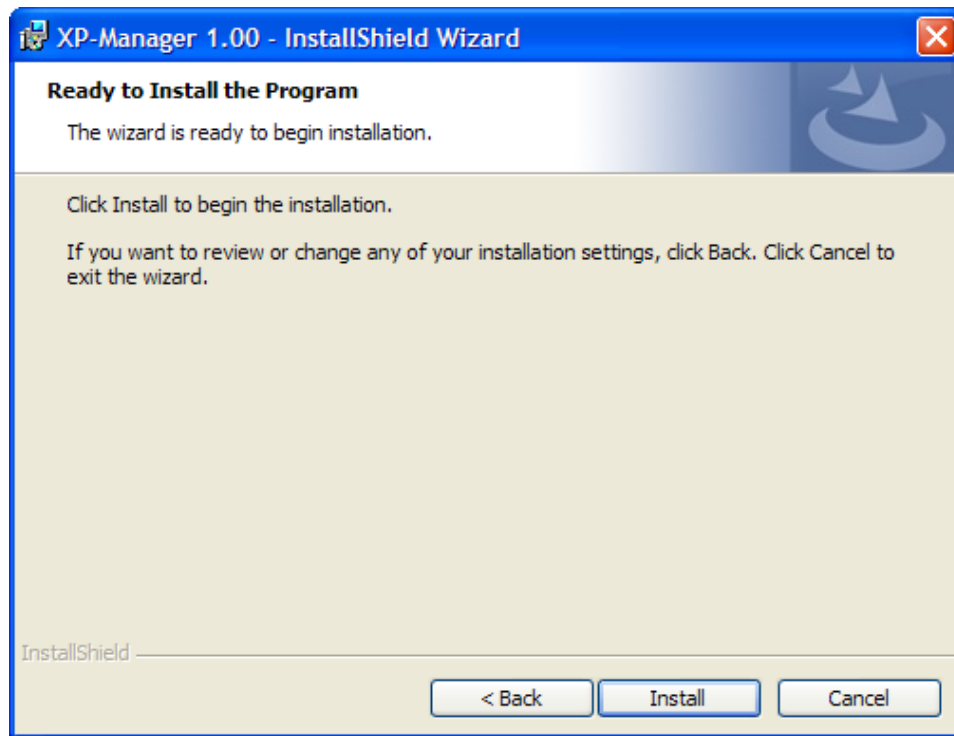 XP-Manager 1.00 - InstallShield Wizard
Ready to Install the Program
The wizard is ready to begin installation.
Click Install to begin the installation.
If you want to review or change any of your installation settings, click Back. Click Cancel to
exit the wizard.
InstallShield
< Back
Install
Cancel